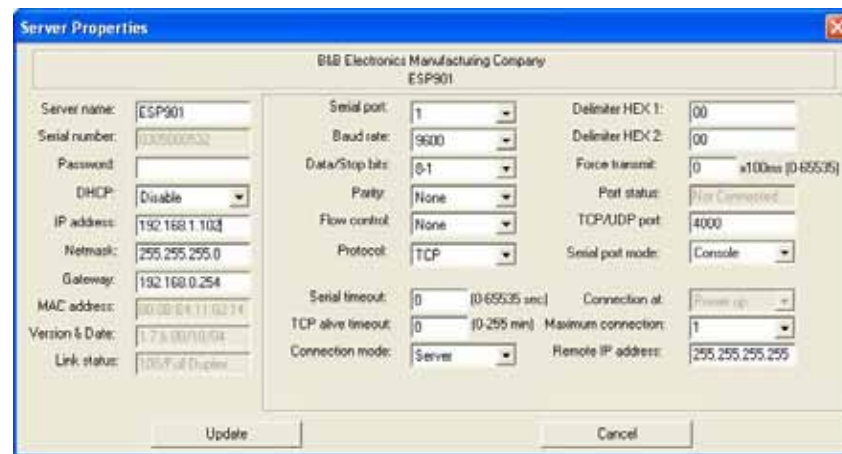 Server Properties
B&B Electronics Manufacturing Company
ESP901
Server name: ESP901
Serial number:
Password:
DHCP: Disable
IP address: 192.168.1.102
Netmask: 255.255.255.0
Gateway: 192.168.0.254
MAC address:
Version & Date:
Link status: 100/Full Duplex
Serial port: 1
Baud rate: 9600
Data/Stop bits: 8-1
Parity: None
Flow control: None
Protocol: TCP
Serial timeout: 0 (0-65535 sec)
TCP alive timeout: 0 (0-255 min)
Connection mode: Server
Delimiter HEX 1: 00
Delimiter HEX 2: 00
Force transmit: 0 x100ms (0-65535)
Port status: Not Connected
TCP/UDP port: 4000
Serial port mode: Console
Connection at: Power up
Maximum connection: 1
Remote IP address: 255.255.255.255
Update
Cancel